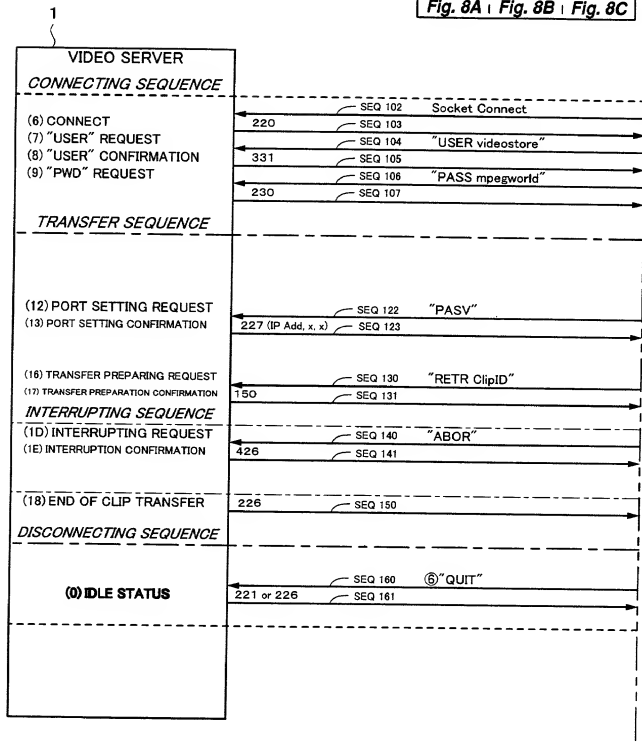 Fig. 8A Fig. 8B Fig. 8C
1
VIDEO SERVER
CONNECTING SEQUENCE
SEQ 102 Socket Connect
(6) CONNECT 220 SEQ 103
(7) "USER" REQUEST SEQ 104 "USER videostore"
(8) "USER" CONFIRMATION 331 SEQ 105
(9) "PWD" REQUEST SEQ 106 "PASS mpegworld"
230 SEQ 107
TRANSFER SEQUENCE
(12) PORT SETTING REQUEST SEQ 122 "PASV"
(13) PORT SETTING CONFIRMATION 227 (IP Add, x, x) SEQ 123
(16) TRANSFER PREPARING REQUEST SEQ 130 "RETR ClipID"
(17) TRANSFER PREPARATION CONFIRMATION 150 SEQ 131
INTERRUPTING SEQUENCE
(1D) INTERRUPTING REQUEST SEQ 140 "ABOR"
(1E) INTERRUPTION CONFIRMATION 426 SEQ 141
(18) END OF CLIP TRANSFER 226 SEQ 150
DISCONNECTING SEQUENCE
SEQ 160 ⑥"QUIT"
(0) IDLE STATUS 221 or 226 SEQ 161